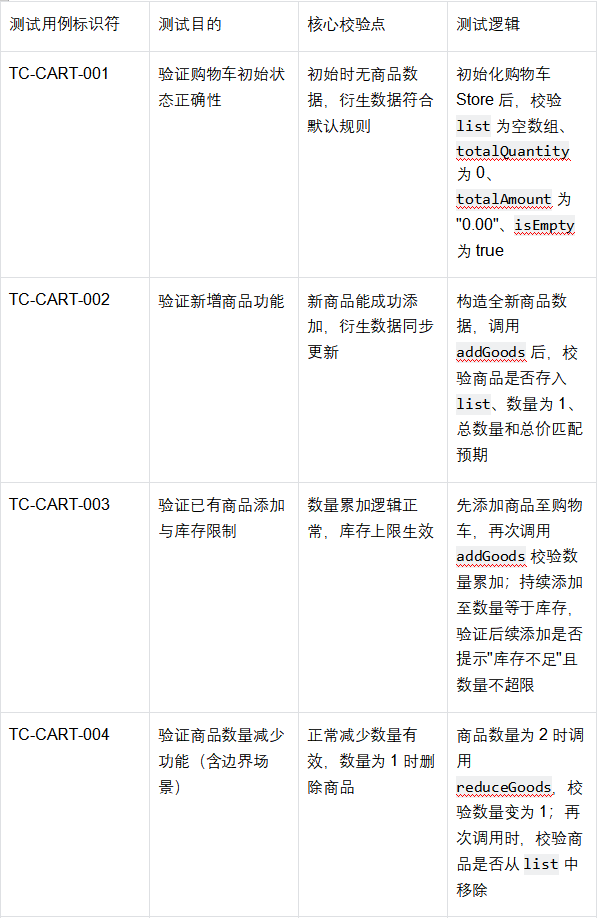 测试用例标识符
测试目的
核心校验点
测试逻辑
TC-CART-001
验证购物车初始状
态正确性
初始时无商品数
据，衍生数据符合
默认规则
初始化购物车
Store 后，校验
list 为空数组、
totalQuantity
为 0、
totalAmount 为
"0.00"、isEmpty
为 true
TC-CART-002
验证新增商品功能
新商品能成功添
加，衍生数据同步
更新
构造全新商品数
据，调用
addGoods 后，校
验商品是否存入
list、数量为 1、
总数量和总价匹配
预期
TC-CART-003
验证已有商品添加
与库存限制
数量累加逻辑正
常，库存上限生效
先添加商品至购物
车，再次调用
addGoods 校验数
量累加；持续添加
至数量等于库存，
验证后续添加是否
提示"库存不足"且
数量不超限
TC-CART-004
验证商品数量减少
功能（含边界场
景）
正常减少数量有
效，数量为 1 时删
除商品
商品数量为 2 时调
用
reduceGoods，校
验数量变为 1；再
次调用时，校验商
品是否从 list 中
移除